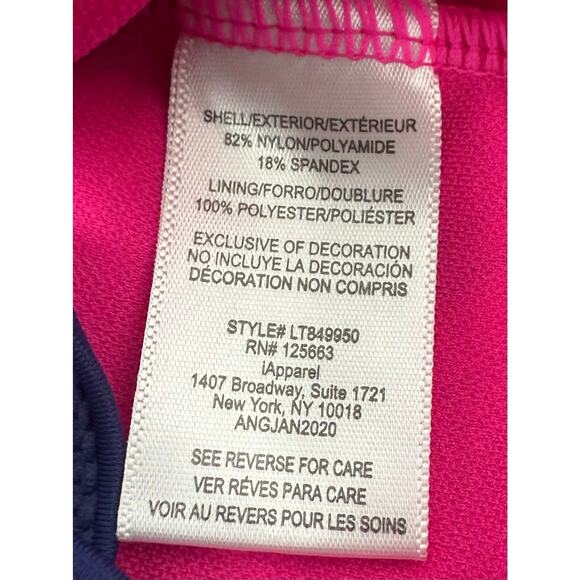 SHELL/EXTERIOR/EXTÉRIEUR
82% NYLON/POLYAMIDE
18% SPANDEX
LINING/FORRO/DOUBLURE
100% POLYESTER/POLIÉSTER
EXCLUSIVE OF DECORATION
NO INCLUYE LA DECORACIÓN
DÉCORATION NON COMPRIS
STYLE# LT849950
RN# 125663
iApparel
1407 Broadway, Suite 1721
New York, NY 10018
ANGJAN2020
SEE REVERSE FOR CARE
VER RÉVES PARA CARE
VOIR AU REVERS POUR LES SOINS